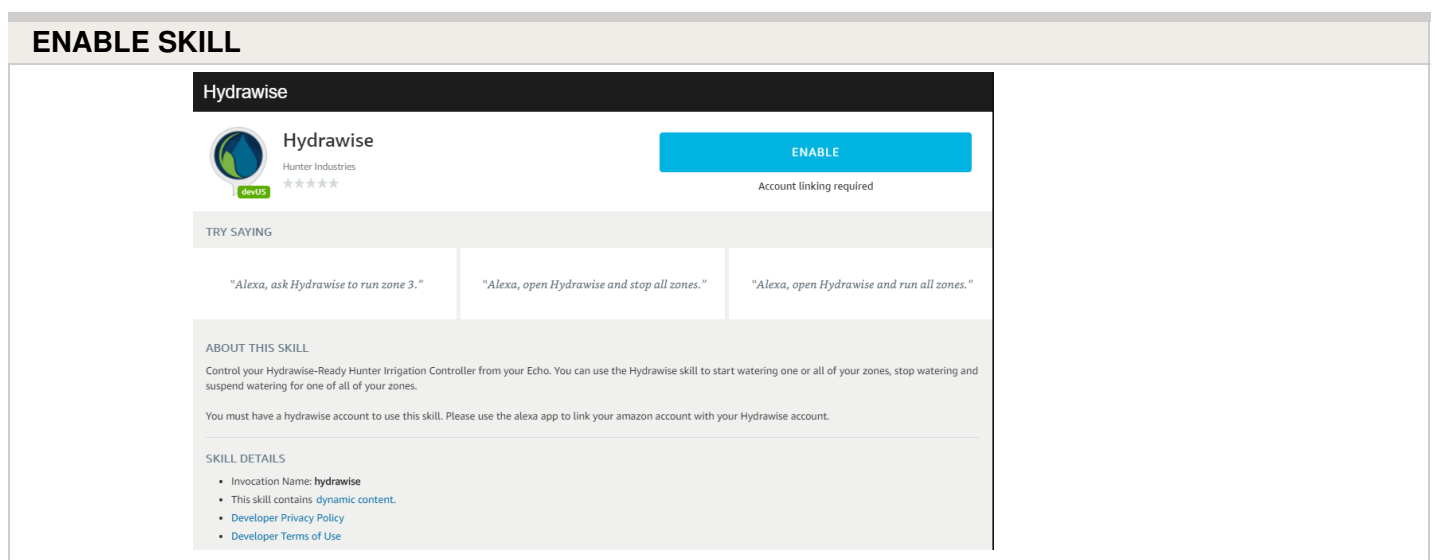 ENABLE SKILL
Hydrawise
Hydrawise
Hunter Industries
devUS
ENABLE
Account linking required
TRY SAYING
"Alexa, ask Hydrawise to run zone 3."
"Alexa, open Hydrawise and stop all zones."
"Alexa, open Hydrawise and run all zones."
ABOUT THIS SKILL
Control your Hydrawise-Ready Hunter Irrigation Controller from your Echo. You can use the Hydrawise skill to start watering one or all of your zones, stop watering and
suspend watering for one of all of your zones.
You must have a hydrawise account to use this skill. Please use the alexa app to link your amazon account with your Hydrawise account.
SKILL DETAILS
• Invocation Name: hydrawise
• This skill contains dynamic content.
• Developer Privacy Policy
• Developer Terms of Use